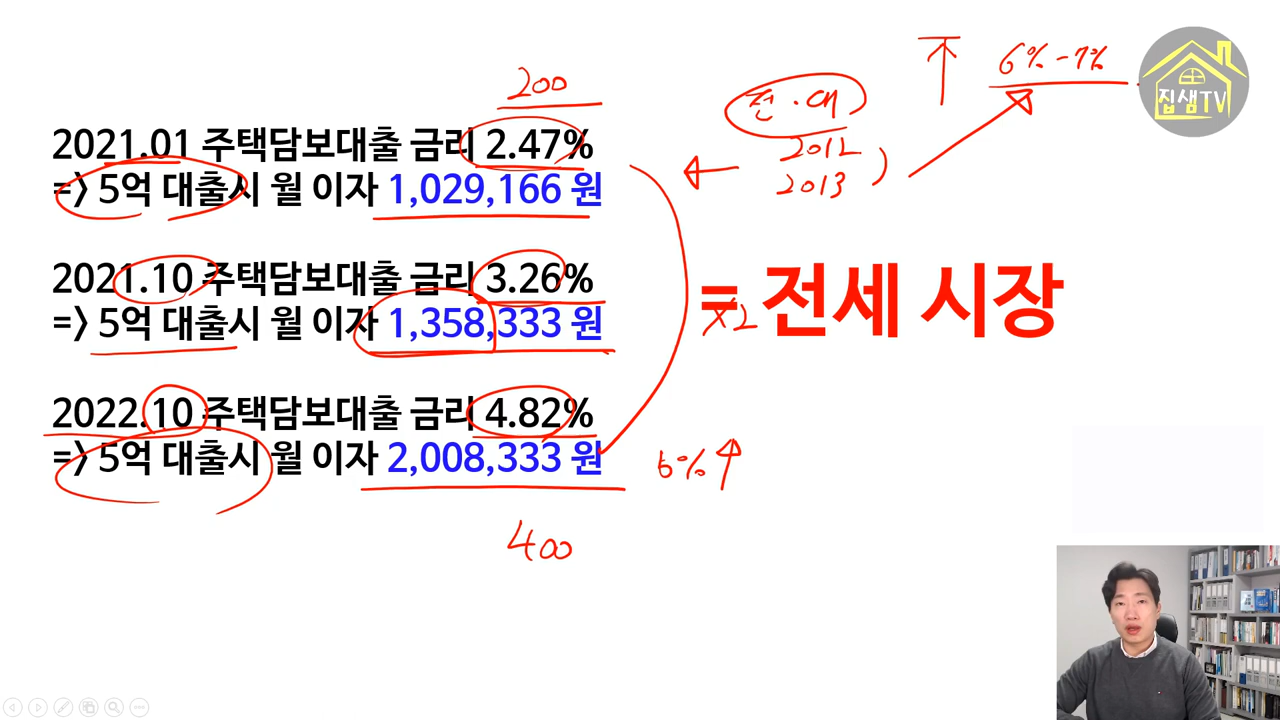 200
6% - 7%
집샘TV
전·세
2012
2013
2021.01 주택담보대출 금리 2.47%
=> 5억 대출시 월 이자 1,029,166 원
2021.10 주택담보대출 금리 3.26%
=> 5억 대출시 월 이자 1,358,333 원
= 전세 시장
X2
2022.10 주택담보대출 금리 4.82%
=> 5억 대출시 월 이자 2,008,333 원
6%
400